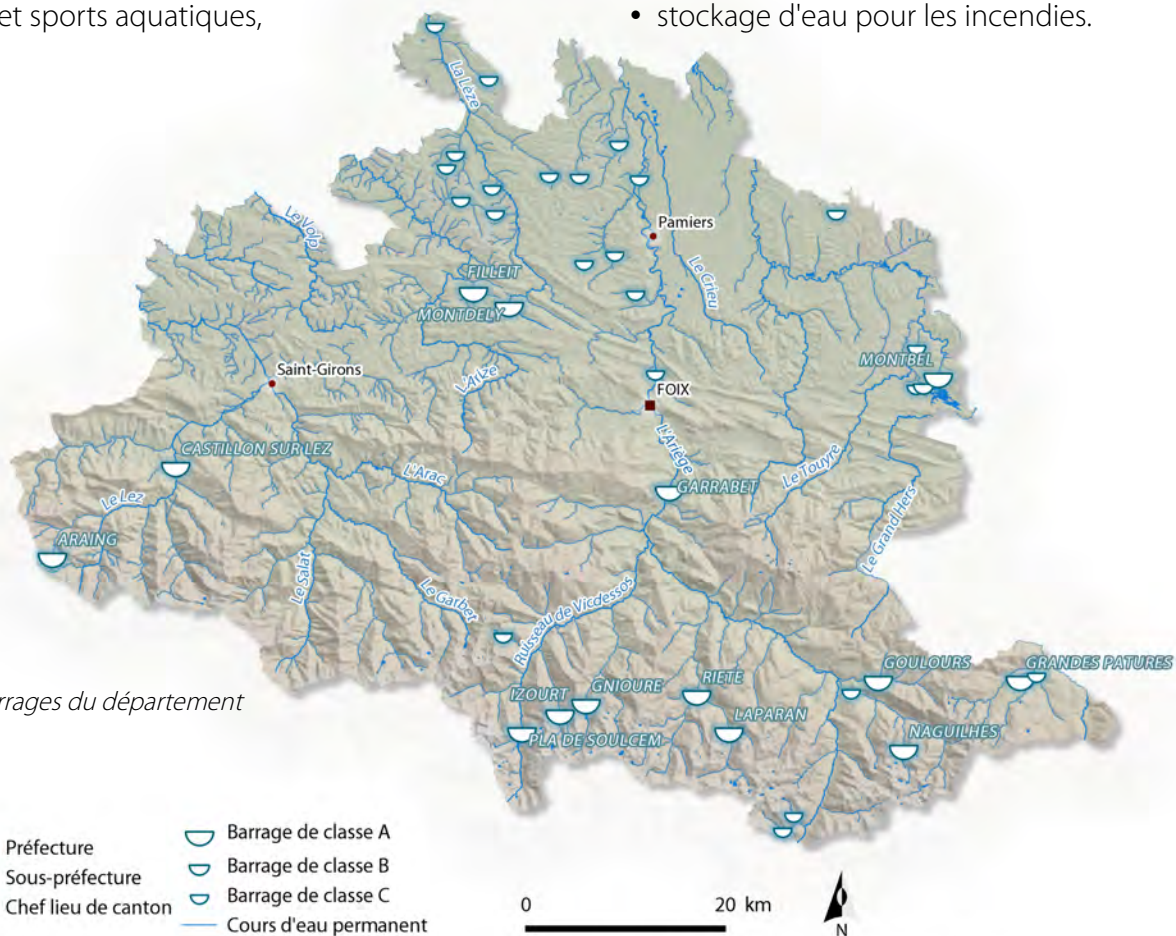 et sports aquatiques,
• stockage d'eau pour les incendies.
La Lèze
Le Volp
Pamiers
Le Crieu
FILLEIT
MONTDELY
MONTBEL
Saint-Girons
L'Arize
FOIX
L'Ariège
CASTILLON SUR LEZ
L'Arac
Le Touyre
GARRABET
Le Lez
Le Grand Hers
ARAING
Le Salat
Le Garbet
Ruisseau de Vicdessos
GOULOURS
GRANDES PATURES
RIETE
GNIOURE
IZOURT
LAPARAN
NAGUILHES
PLA DE SOULCEM
rrages du département
Préfecture
Sous-préfecture
Chef lieu de canton
Barrage de classe A
Barrage de classe B
Barrage de classe C
Cours d'eau permanent
0 20 km
N